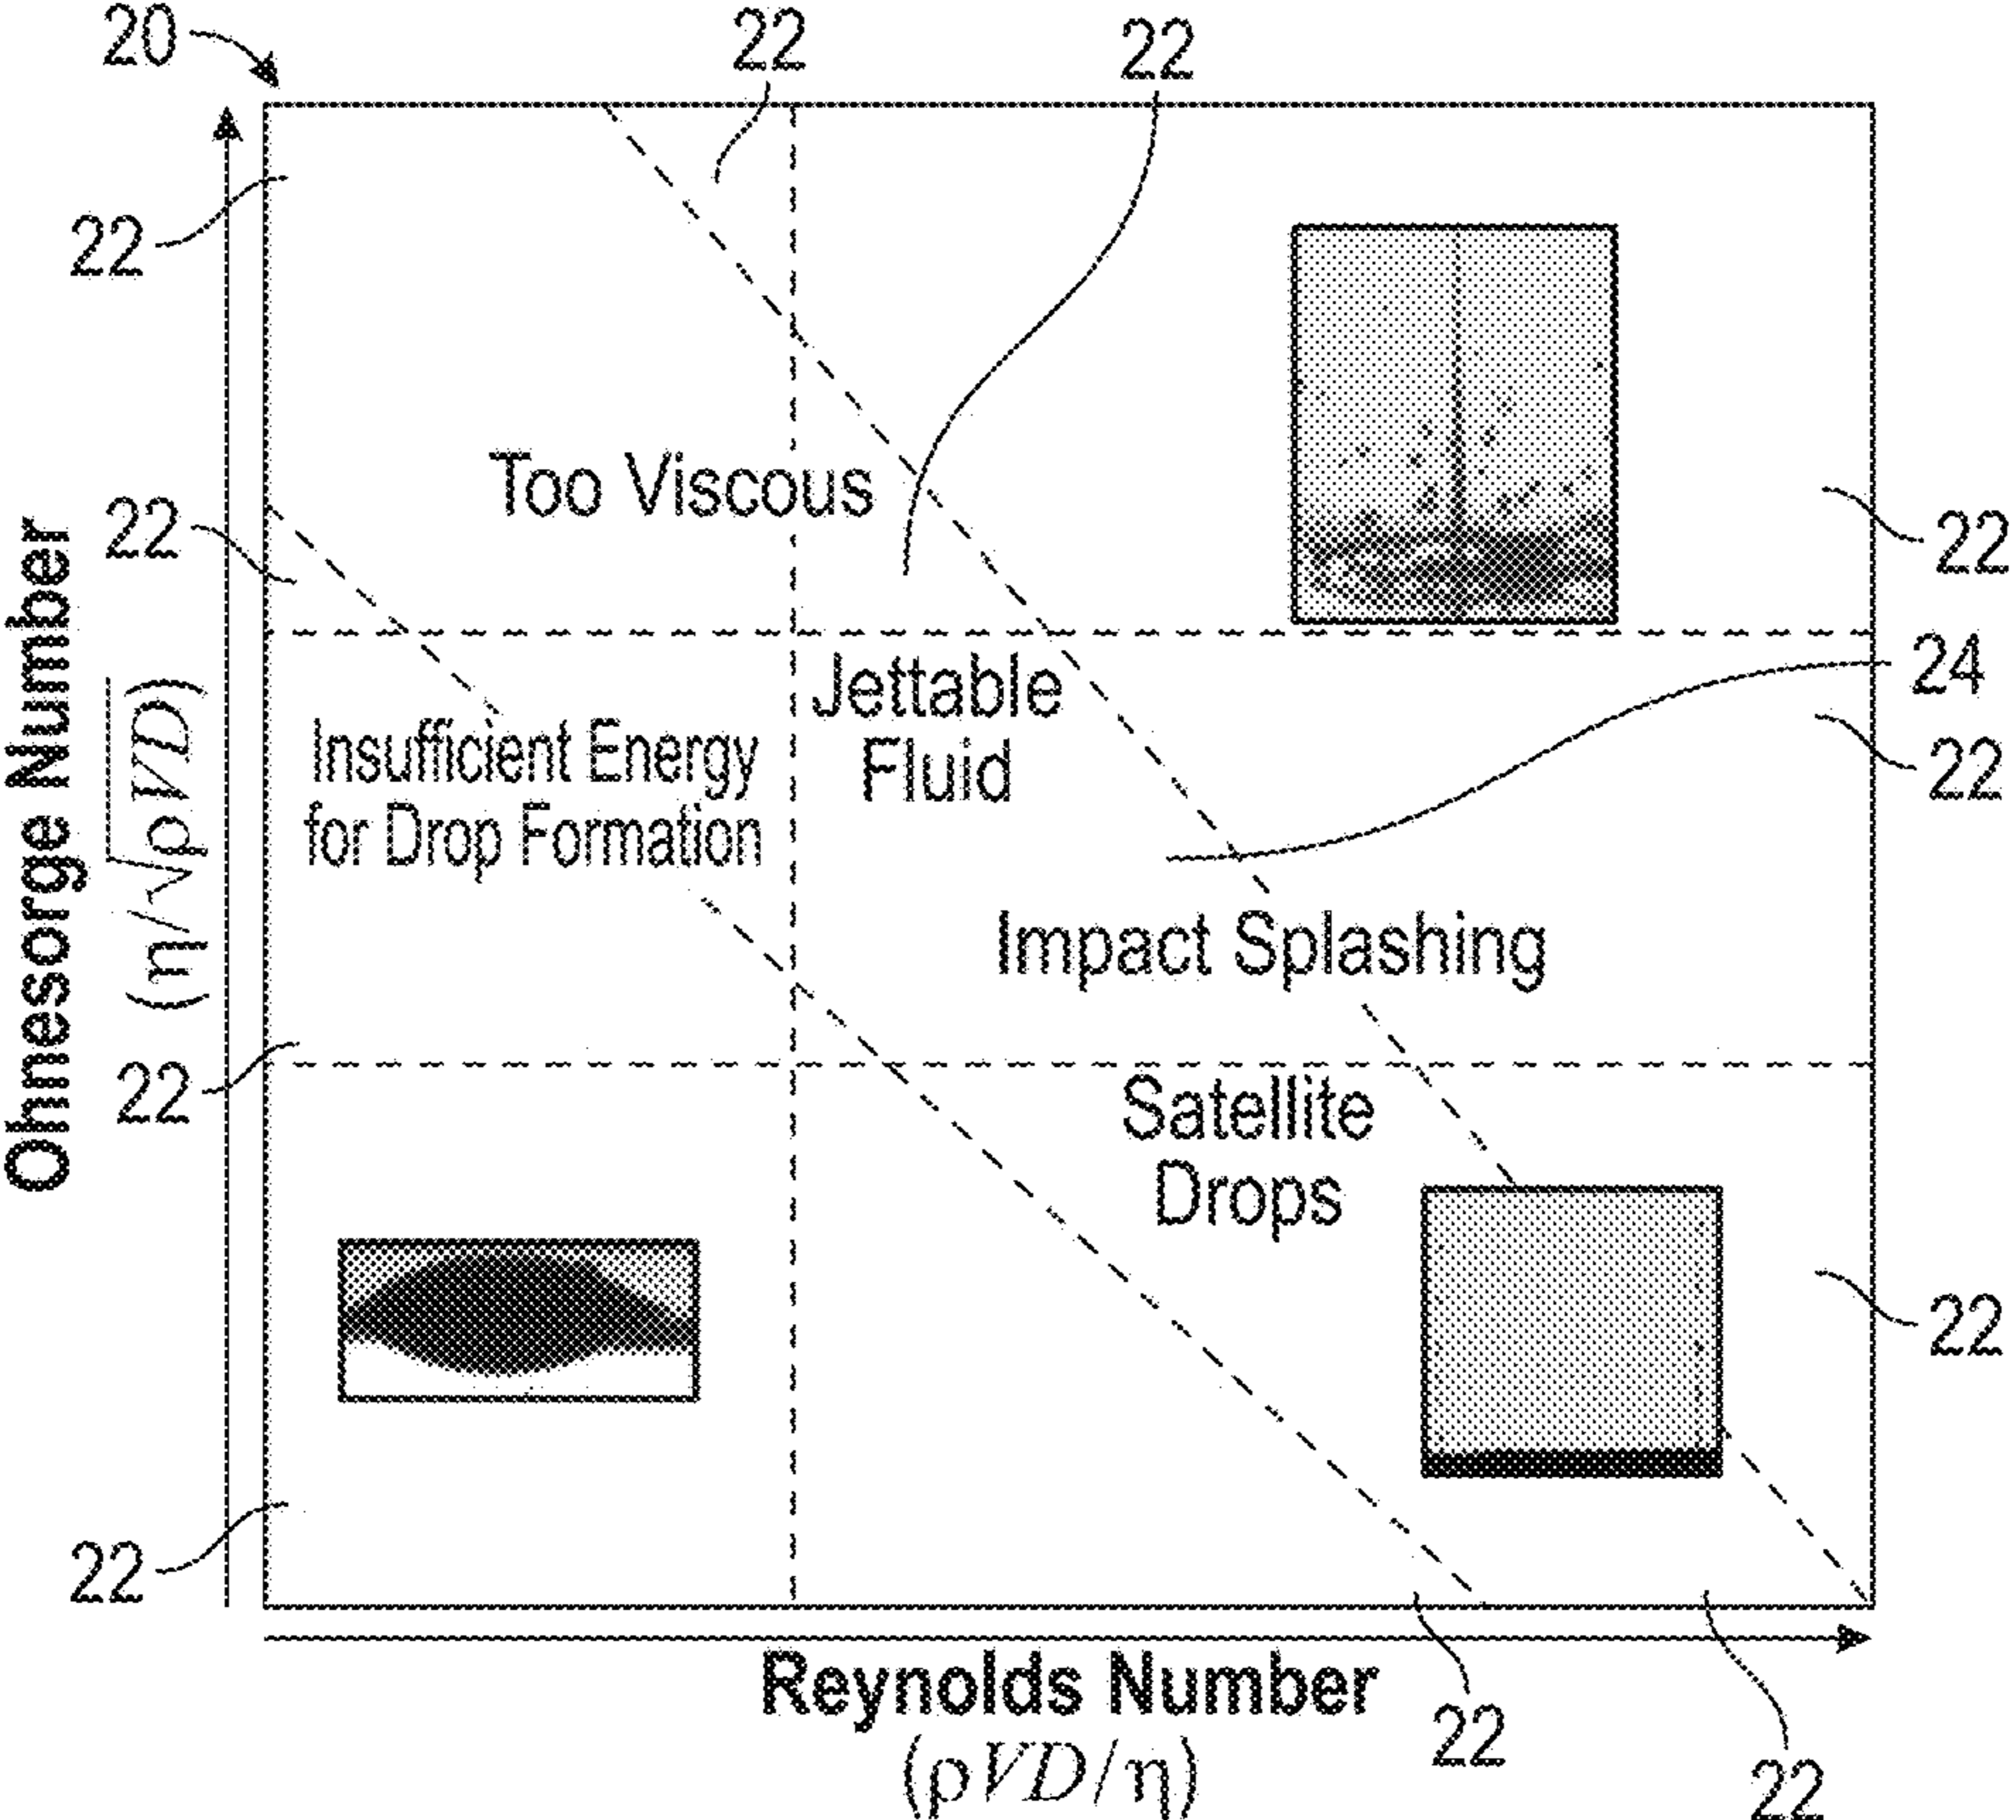 20
22
22
22
Too Viscous
22
22
Jettable
Fluid
24
22
Insufficient Energy
for Drop Formation
Ohnesorge Number
(η/√ρVD)
Impact Splashing
22
Satellite
Drops
22
22
Reynolds Number
(ρVD/η)
22
22